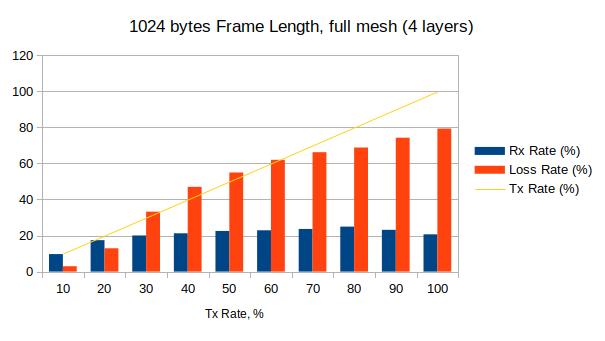 1024 bytes Frame Length, full mesh (4 layers)
120
100
80
60
40
20
0
10 20 30 40 50 60 70 80 90 100
Tx Rate, %
Rx Rate (%)
Loss Rate (%)
Tx Rate (%)